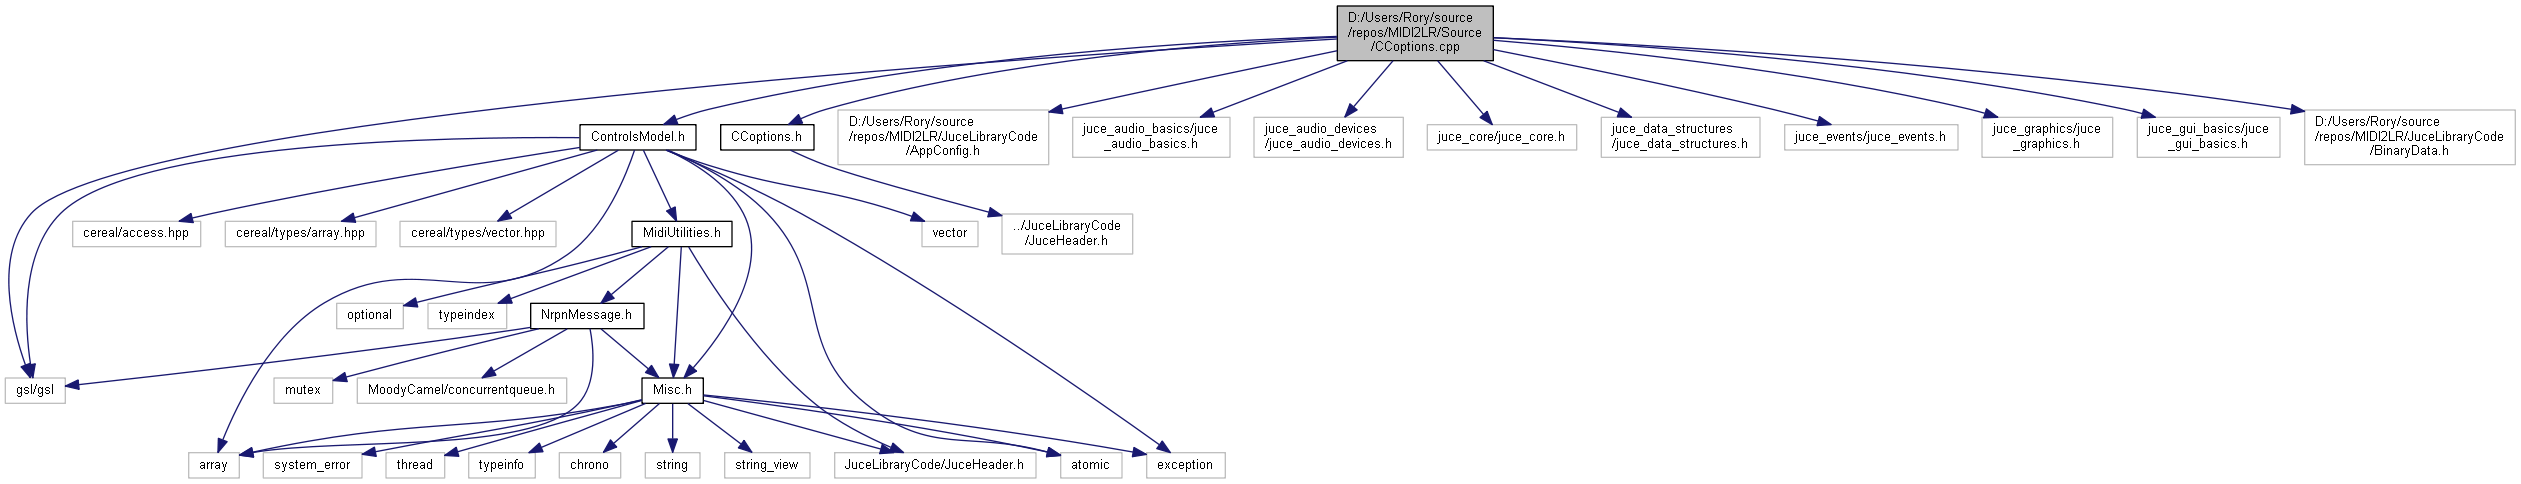 D:/Users/Rory/source
/repos/MIDI2LR/Source
/CCoptions.cpp
ControlsModel.h
CCoptions.h
D:/Users/Rory/source
/repos/MIDI2LR/JuceLibraryCode
/AppConfig.h
juce_audio_basics/juce
_audio_basics.h
juce_audio_devices
/juce_audio_devices.h
juce_core/juce_core.h
juce_data_structures
/juce_data_structures.h
juce_events/juce_events.h
juce_graphics/juce
_graphics.h
juce_gui_basics/juce
_gui_basics.h
D:/Users/Rory/source
/repos/MIDI2LR/JuceLibraryCode
/BinaryData.h
cereal/access.hpp
cereal/types/array.hpp
cereal/types/vector.hpp
MidiUtilities.h
vector
../JuceLibraryCode
/JuceHeader.h
optional
typeindex
NrpnMessage.h
gsl/gsl
mutex
MoodyCamel/concurrentqueue.h
Misc.h
array
system_error
thread
typeinfo
chrono
string
string_view
JuceLibraryCode/JuceHeader.h
atomic
exception